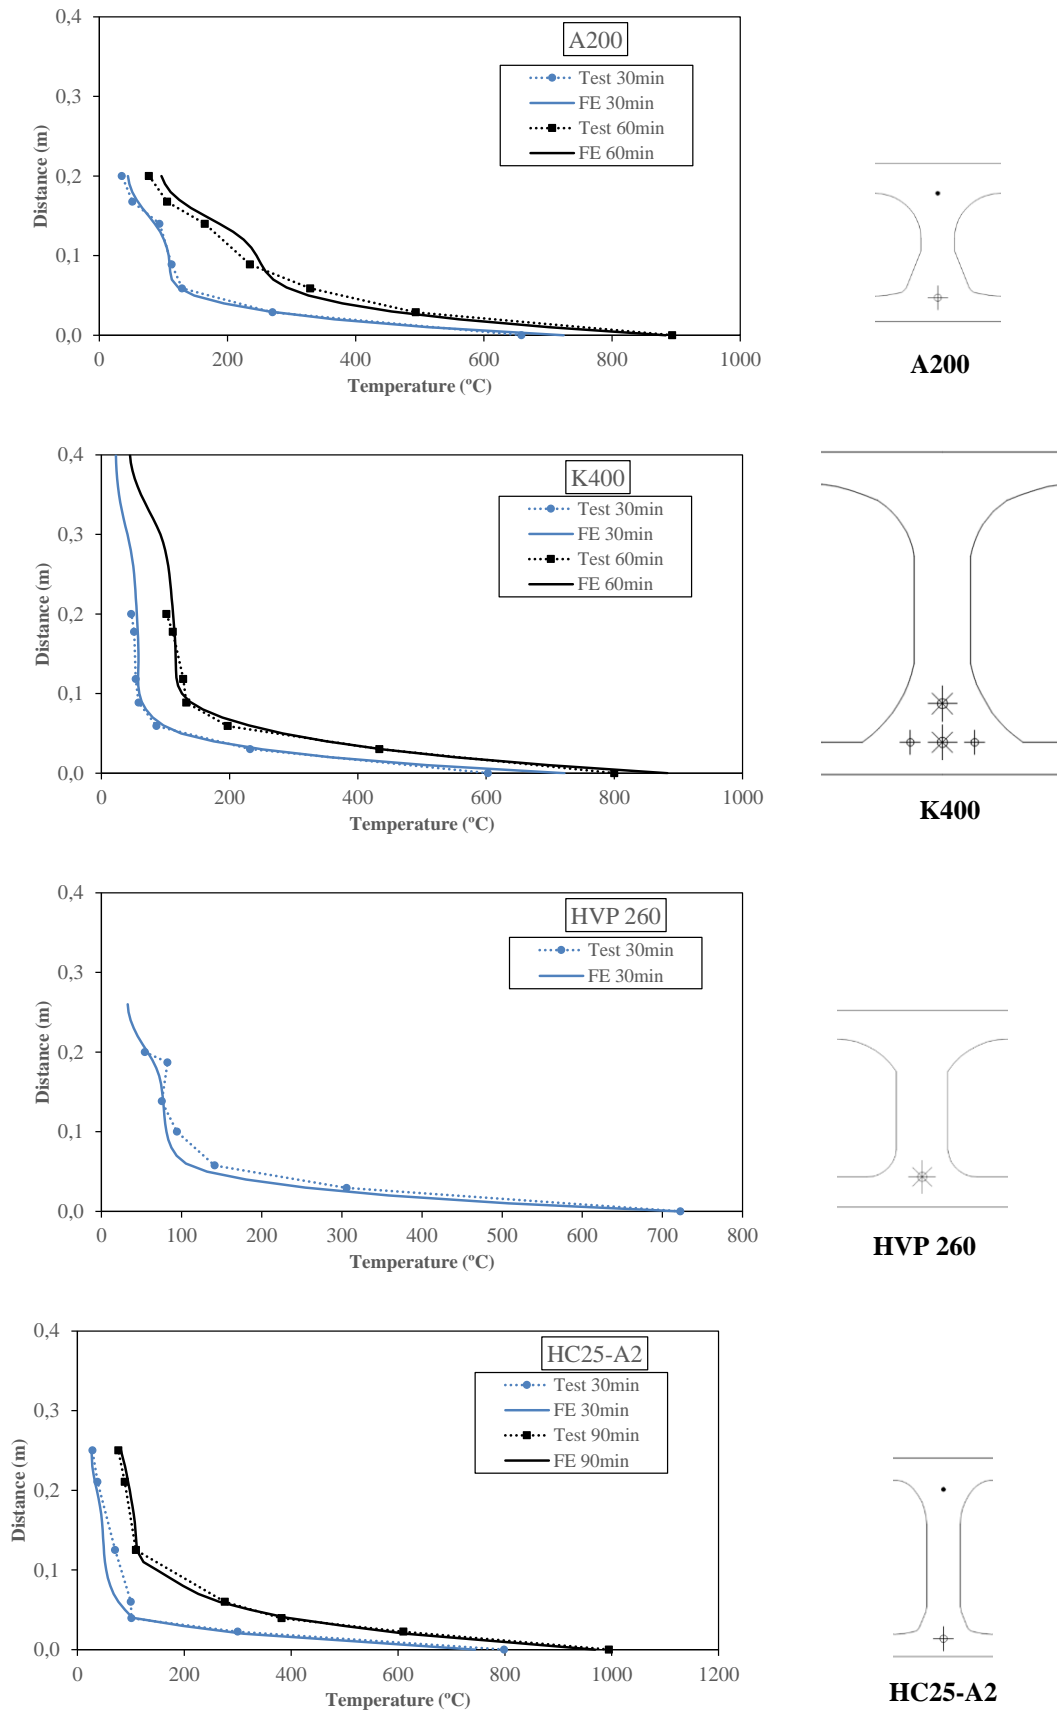 A200
Test 30min
FE 30min
Test 60min
FE 60min
0,4
0,3
0,2
0,1
0,0
Distance (m)
0
200
400
600
800
1000
Temperature (ºC)
A200
K400
Test 30min
FE 30min
Test 60min
FE 60min
0,4
0,3
0,2
0,1
0,0
Distance (m)
0
200
400
600
800
1000
Temperature (ºC)
K400
HVP 260
Test 30min
FE 30min
0,4
0,3
0,2
0,1
0,0
Distance (m)
0
100
200
300
400
500
600
700
800
Temperature (ºC)
HVP 260
HC25-A2
Test 30min
FE 30min
Test 90min
FE 90min
0,4
0,3
0,2
0,1
0,0
Distance (m)
0
200
400
600
800
1000
1200
Temperature (ºC)
HC25-A2